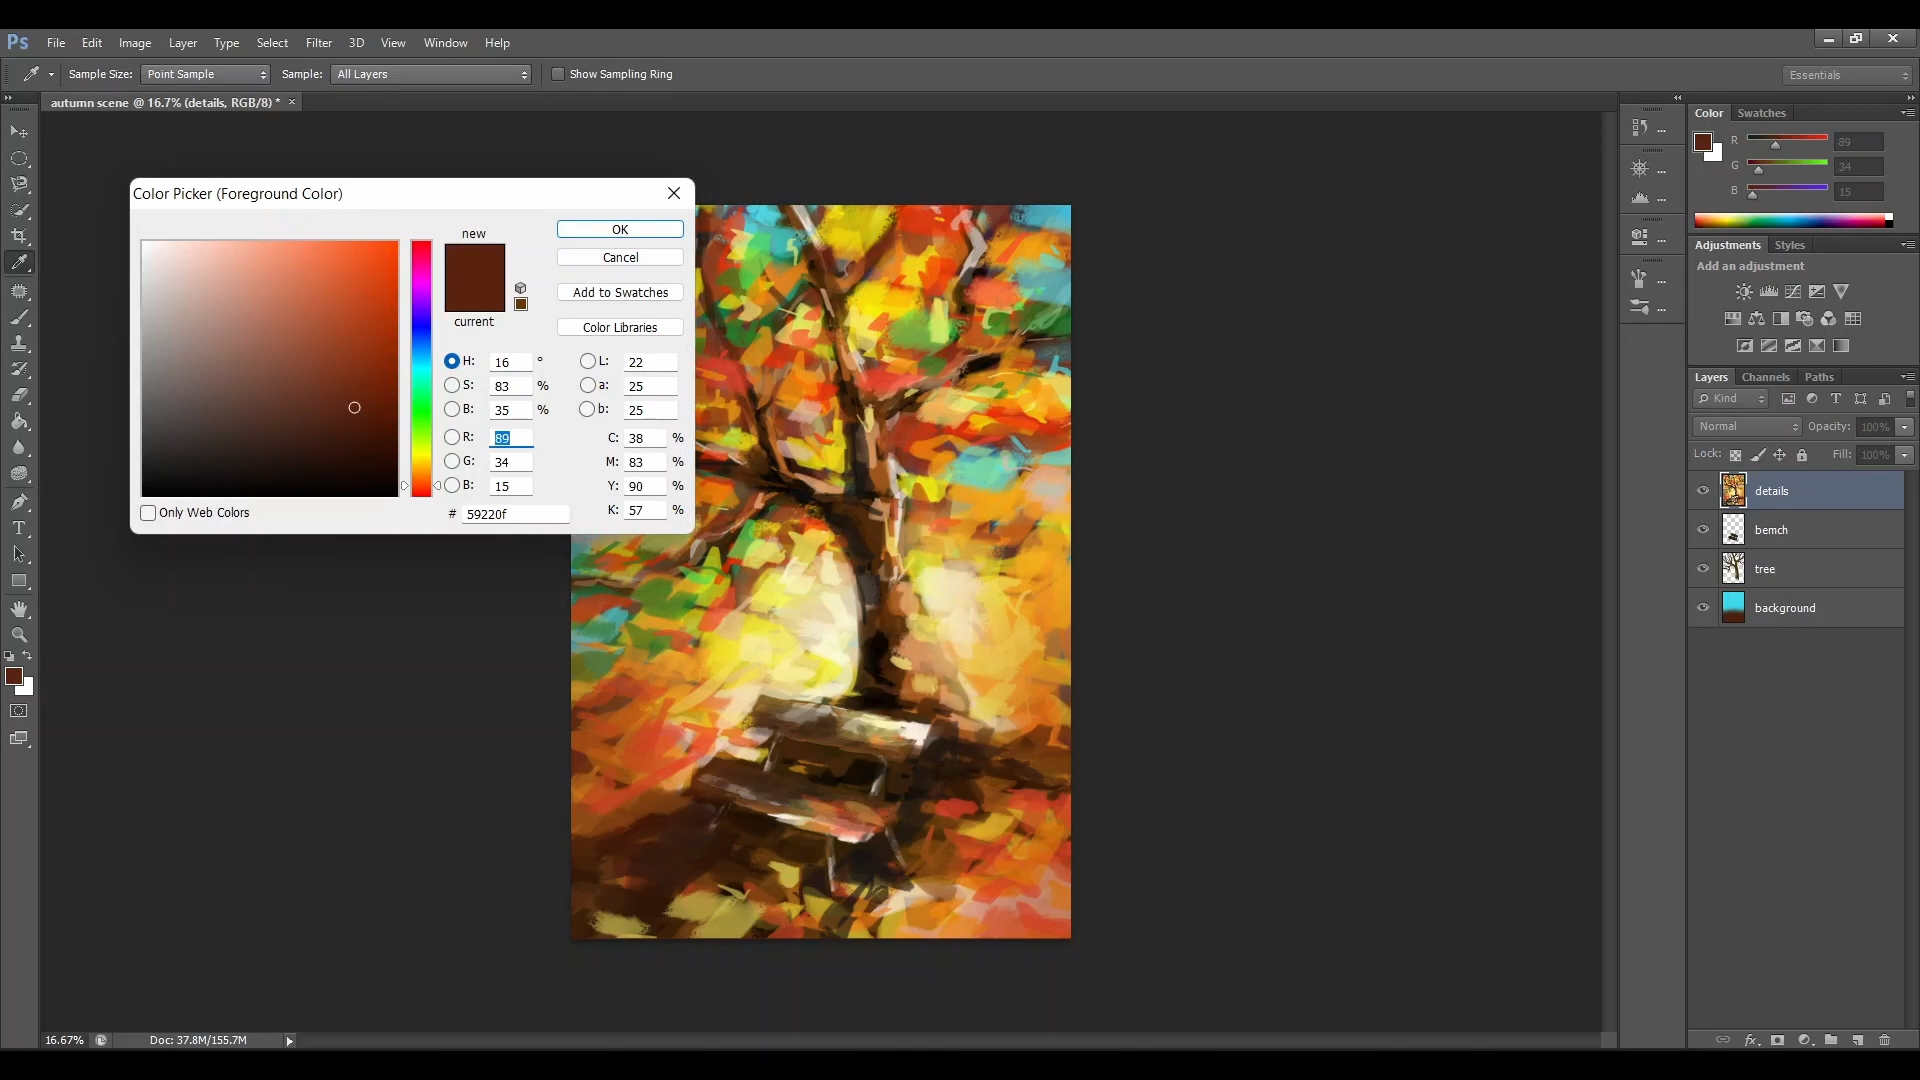 Ps File Edit Image Layer Type Select Filter 3D View Window Help
Sample Size: Point Sample Sample: All Layers Show Sampling Ring Essentials
autumn scene @ 16.7% (details, RGB/8) * ×
Color Picker (Foreground Color)
new
current
OK
Cancel
Add to Swatches
Color Libraries
H: 16 °
S: 83 %
B: 35 %
R: 89
G: 34
B: 15
# 59220f
L: 22
a: 25
b: 25
C: 38 %
M: 83 %
Y: 90 %
K: 57 %
Only Web Colors
Color Swatches
R 89
G 34
B 15
Adjustments Styles
Add an adjustment
Layers Channels Paths
Kind
Normal Opacity: 100%
Lock: Fill: 100%
details
bemch
tree
background
16.67% Doc: 37.8M/155.7M
fx